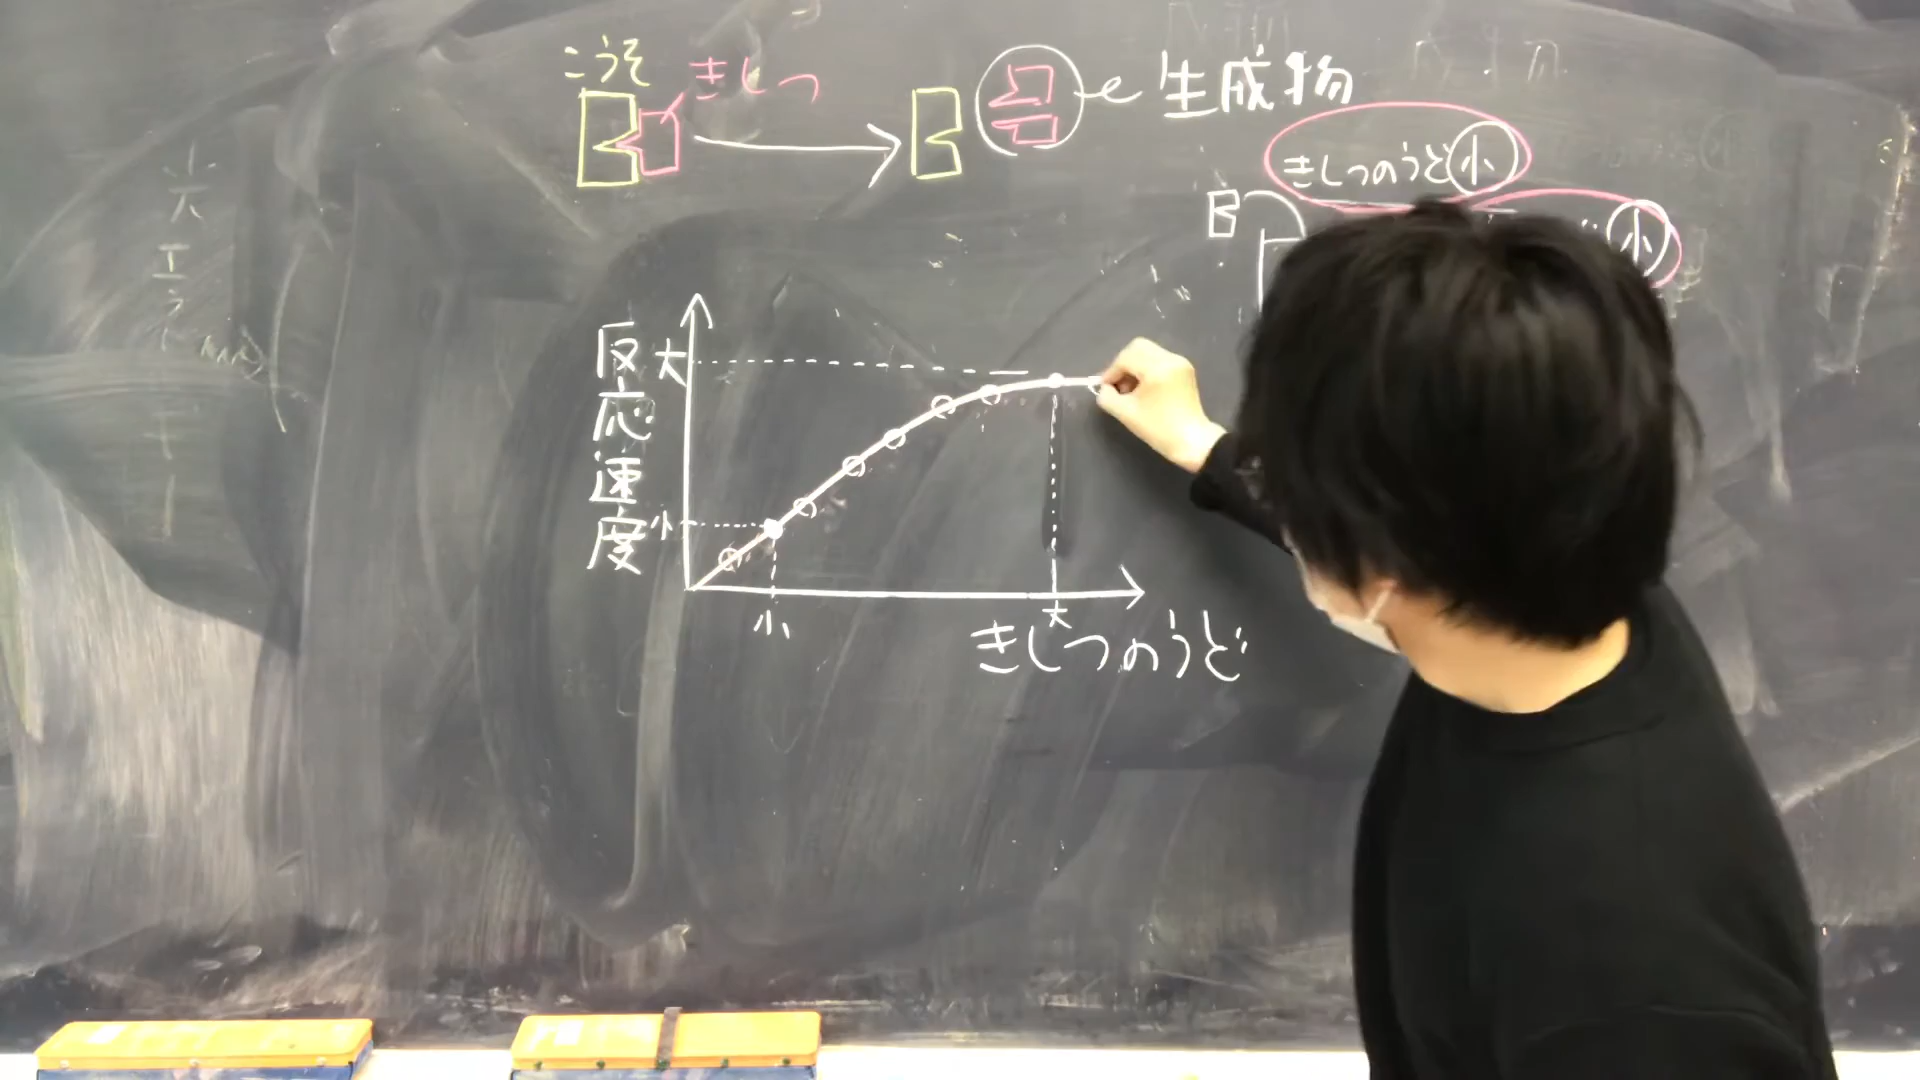 こうそ
きしつ
生成物
きしつのうど小
小
反応速度
大
小
小
大
きしつのうど